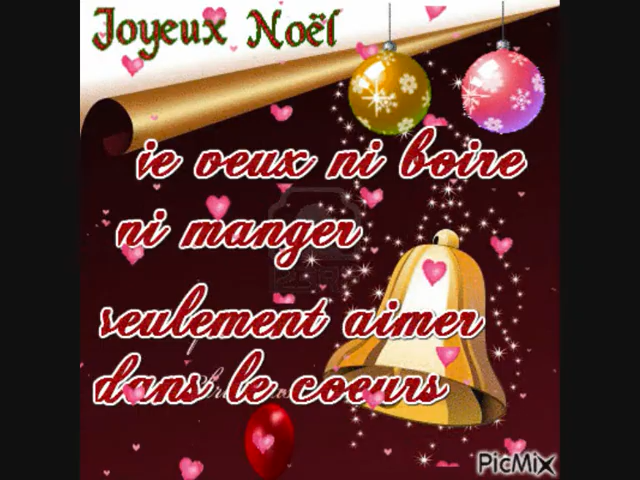 Joyeux Noël
je veux ni boire
ni manger
seulement aimer
dans le coeurs
PicMix